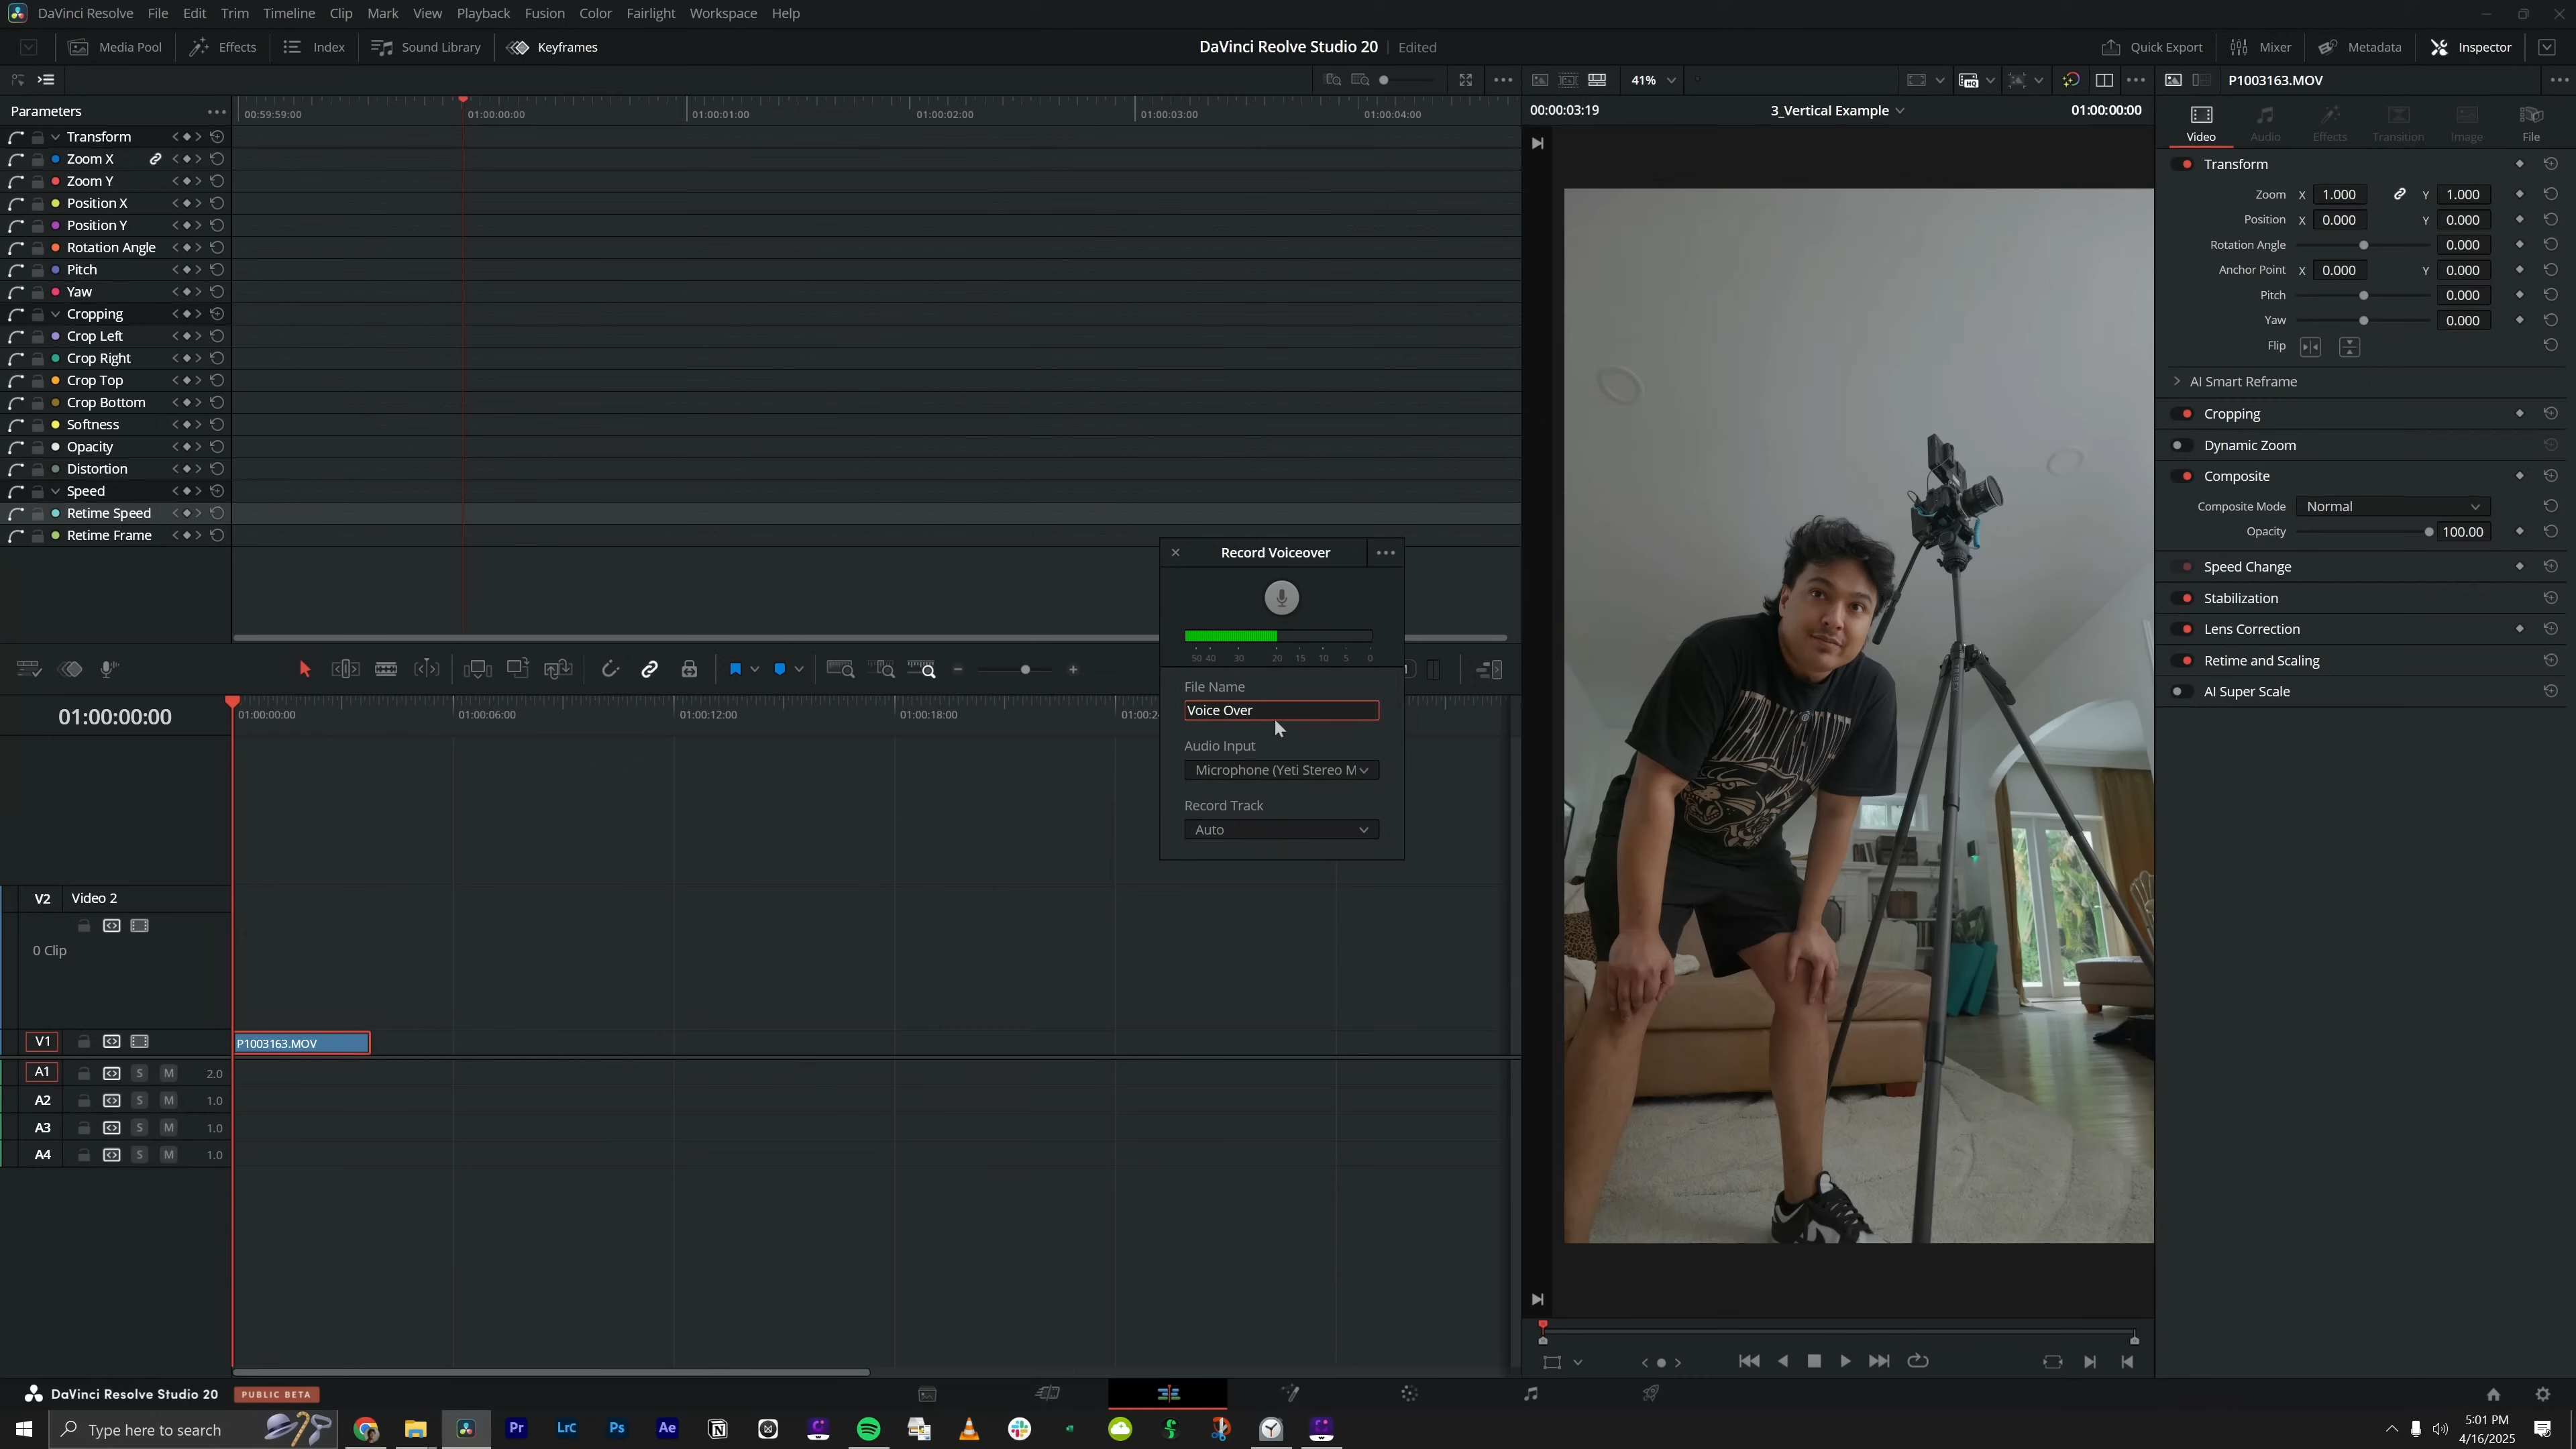 DaVinci Resolve File Edit Trim Timeline Clip Mark View Playback Fusion Color Fairlight Workspace Help
Media Pool Effects Index Sound Library Keyframes DaVinci Reolve Studio 20 Edited Quick Export Mixer Metadata Inspector
41% P1003163.MOV
Parameters
00:59:59:00 01:00:00:00 01:00:01:00 01:00:02:00 01:00:03:00 01:00:04:00
00:00:03:19 3_Vertical Example 01:00:00:00
Video Audio Effects Transition Image File
Transform
Zoom X
Zoom Y
Position X
Position Y
Rotation Angle
Pitch
Yaw
Cropping
Crop Left
Crop Right
Crop Top
Crop Bottom
Softness
Opacity
Distortion
Speed
Retime Speed
Retime Frame
Transform
Zoom X 1.000 Y 1.000
Position X 0.000 Y 0.000
Rotation Angle 0.000
Anchor Point X 0.000 Y 0.000
Pitch 0.000
Yaw 0.000
Flip
AI Smart Reframe
Cropping
Dynamic Zoom
Composite
Composite Mode Normal
Opacity 100.00
Speed Change
Stabilization
Lens Correction
Retime and Scaling
AI Super Scale
Record Voiceover
50 40 30 20 15 10 5 0
File Name
Voice Over
Audio Input
Microphone (Yeti Stereo M
Record Track
Auto
01:00:00:00
01:00:00:00 01:00:06:00 01:00:12:00 01:00:18:00 01:00:24
V2 Video 2
0 Clip
V1 P1003163.MOV
A1 S M 2.0
A2 S M 1.0
A3 S M 1.0
A4 S M 1.0
DaVinci Resolve Studio 20 PUBLIC BETA
Type here to search Pr Lrc Ps Ae
5:01 PM
4/16/2025